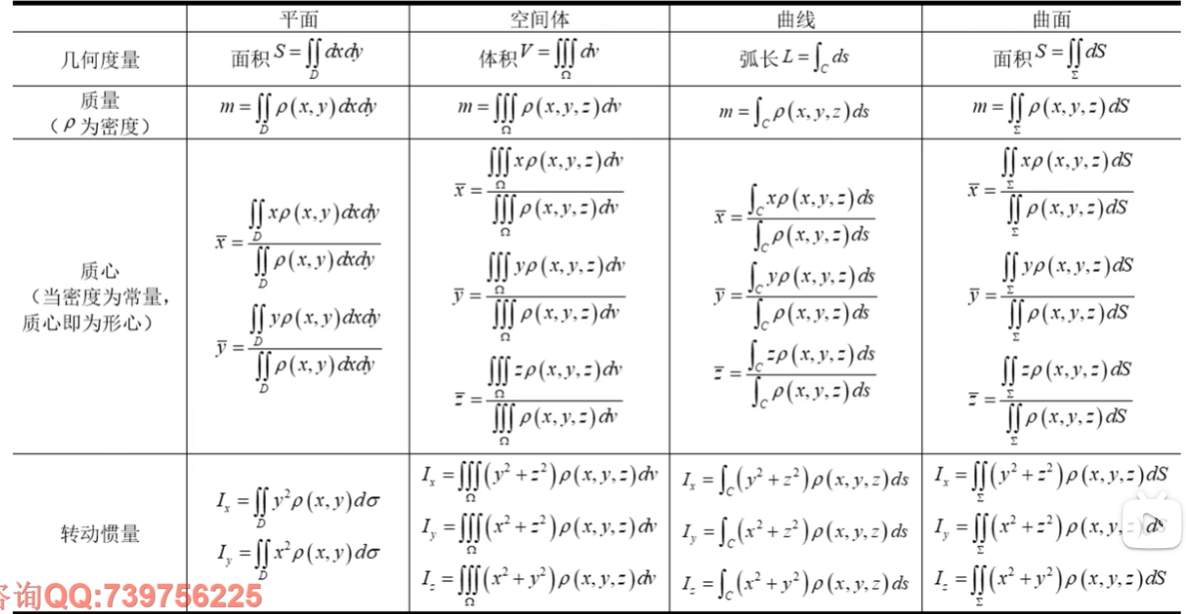 平面 空间体 曲线 曲面
几何度量 面积 S=∬_D dxdy 体积 V=∭_Ω dv 弧长 L=∫_C ds 面积 S=∬_Σ dS
质量
（ρ为密度） m=∬_D ρ(x,y)dxdy m=∭_Ω ρ(x,y,z)dv m=∫_C ρ(x,y,z)ds m=∬_Σ ρ(x,y,z)dS
质心
（当密度为常量，
质心即为形心）
x̄=∬_D xρ(x,y)dxdy / ∬_D ρ(x,y)dxdy
ȳ=∬_D yρ(x,y)dxdy / ∬_D ρ(x,y)dxdy
x̄=∭_Ω xρ(x,y,z)dv / ∭_Ω ρ(x,y,z)dv
ȳ=∭_Ω yρ(x,y,z)dv / ∭_Ω ρ(x,y,z)dv
z̄=∭_Ω zρ(x,y,z)dv / ∭_Ω ρ(x,y,z)dv
x̄=∫_C xρ(x,y,z)ds / ∫_C ρ(x,y,z)ds
ȳ=∫_C yρ(x,y,z)ds / ∫_C ρ(x,y,z)ds
z̄=∫_C zρ(x,y,z)ds / ∫_C ρ(x,y,z)ds
x̄=∬_Σ xρ(x,y,z)dS / ∬_Σ ρ(x,y,z)dS
ȳ=∬_Σ yρ(x,y,z)dS / ∬_Σ ρ(x,y,z)dS
z̄=∬_Σ zρ(x,y,z)dS / ∬_Σ ρ(x,y,z)dS
转动惯量
I_x=∬_D y²ρ(x,y)dσ
I_y=∬_D x²ρ(x,y)dσ
I_x=∭_Ω (y²+z²)ρ(x,y,z)dv
I_y=∭_Ω (x²+z²)ρ(x,y,z)dv
I_z=∭_Ω (x²+y²)ρ(x,y,z)dv
I_x=∫_C (y²+z²)ρ(x,y,z)ds
I_y=∫_C (x²+z²)ρ(x,y,z)ds
I_z=∫_C (x²+y²)ρ(x,y,z)ds
I_x=∬_Σ (y²+z²)ρ(x,y,z)dS
I_y=∬_Σ (x²+z²)ρ(x,y,z)dS
I_z=∬_Σ (x²+y²)ρ(x,y,z)dS
咨询QQ:739756225